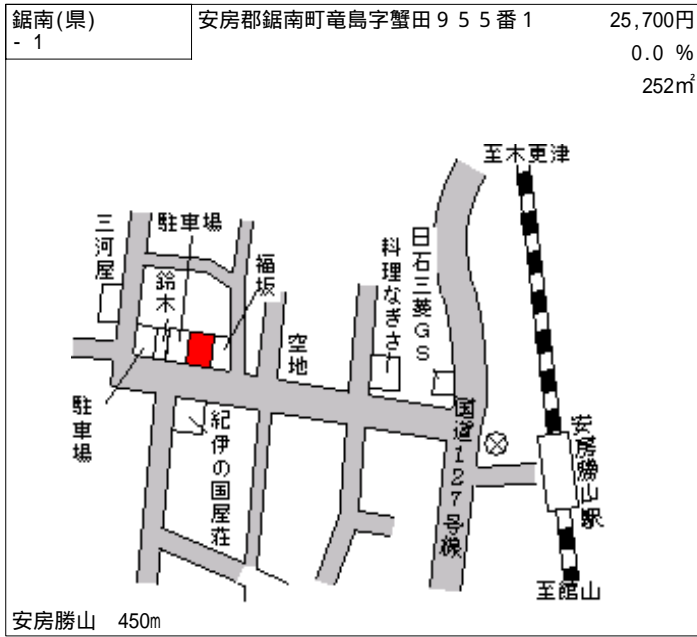 鋸南(県)
- 1
安房郡鋸南町竜島字蟹田955番1
25,700円
0.0 %
252㎡
至木更津
三河屋
駐車場
鈴木
福坂
空地
料理なぎさ
日石三菱GS
駐車場
紀伊の国屋荘
国道127号線
安房勝山駅
至館山
安房勝山 450m